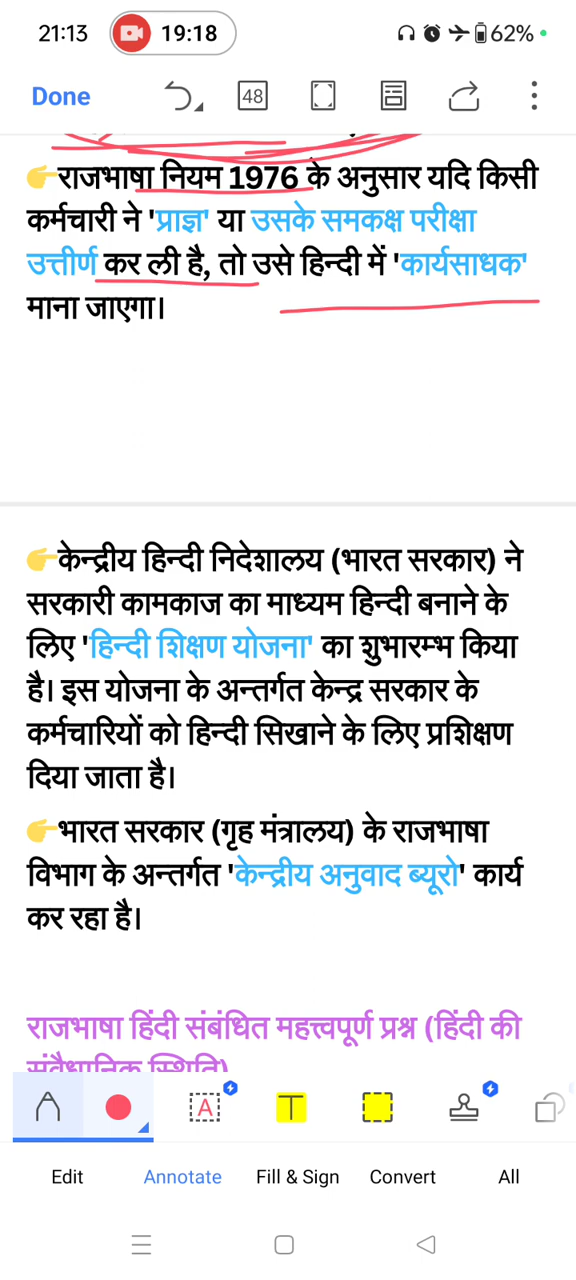 21:13 19:18 62%
Done 48
👉राजभाषा नियम 1976 के अनुसार यदि किसी
कर्मचारी ने 'प्राज्ञ' या उसके समकक्ष परीक्षा
उत्तीर्ण कर ली है, तो उसे हिन्दी में 'कार्यसाधक'
माना जाएगा।
👉केन्द्रीय हिन्दी निदेशालय (भारत सरकार) ने
सरकारी कामकाज का माध्यम हिन्दी बनाने के
लिए 'हिन्दी शिक्षण योजना' का शुभारम्भ किया
है। इस योजना के अन्तर्गत केन्द्र सरकार के
कर्मचारियों को हिन्दी सिखाने के लिए प्रशिक्षण
दिया जाता है।
👉भारत सरकार (गृह मंत्रालय) के राजभाषा
विभाग के अन्तर्गत 'केन्द्रीय अनुवाद ब्यूरो' कार्य
कर रहा है।
राजभाषा हिंदी संबंधित महत्त्वपूर्ण प्रश्न (हिंदी की
संवैधानिक स्थिति)
A T
Edit Annotate Fill & Sign Convert All